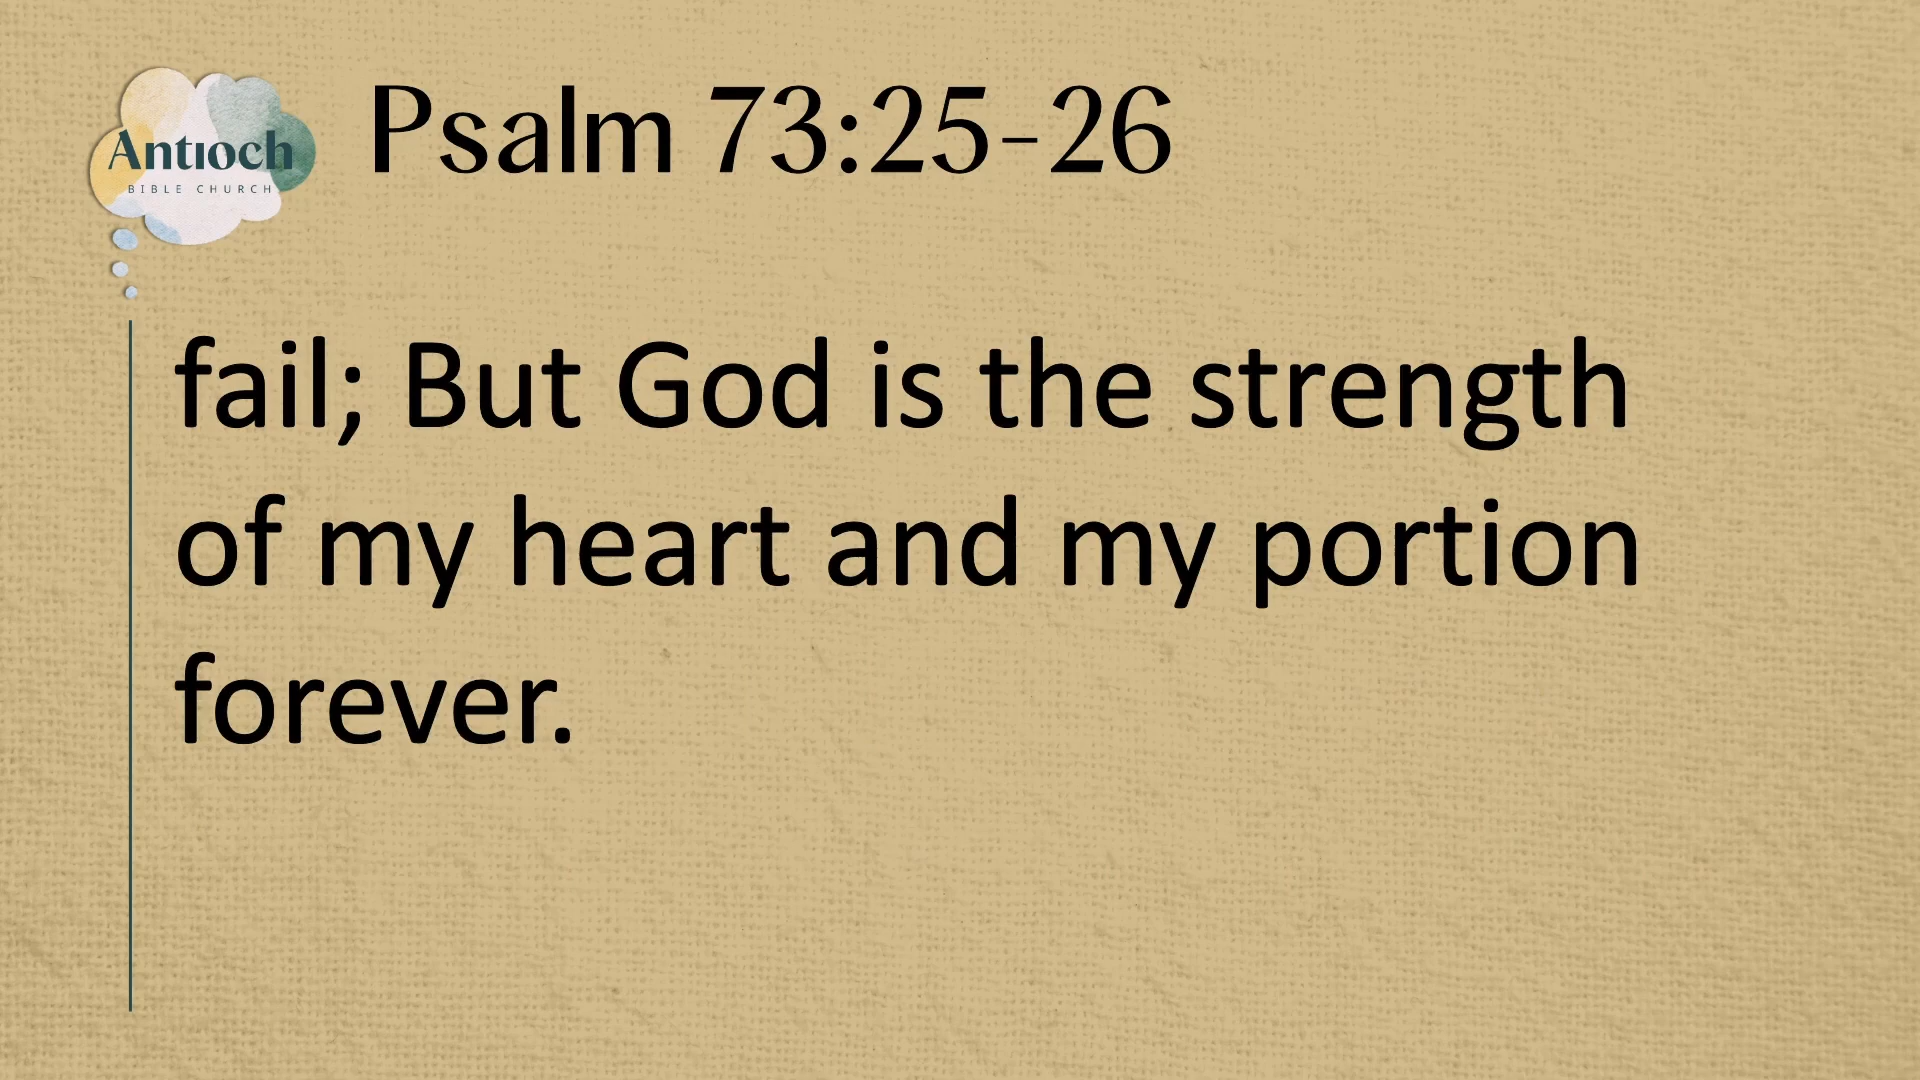 Antioch
BIBLE CHURCH
Psalm 73:25-26
fail; But God is the strength
of my heart and my portion
forever.